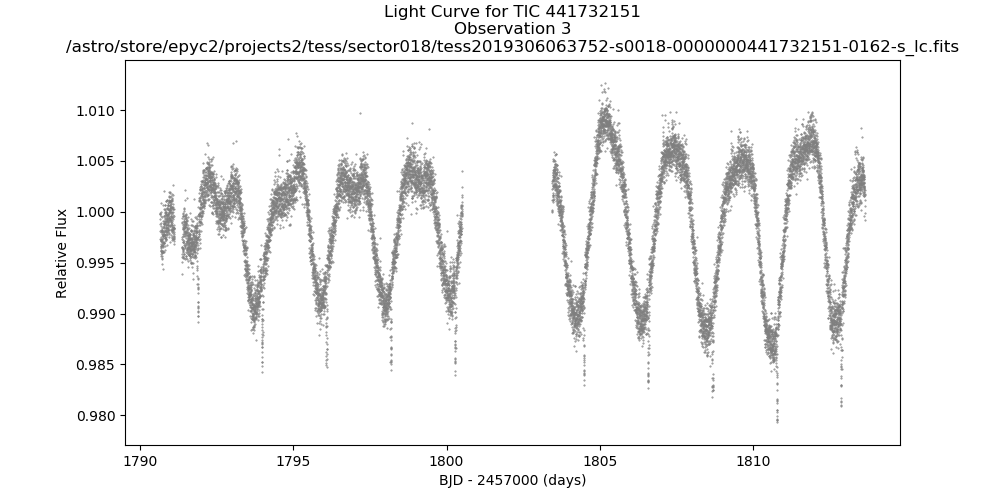 Light Curve for TIC 441732151
Observation 3
/astro/store/epyc2/projects2/tess/sector018/tess2019306063752-s0018-0000000441732151-0162-s_lc.fits
1.010
1.005
1.000
0.995
0.990
0.985
0.980
Relative Flux
1790
1795
1800
1805
1810
BJD - 2457000 (days)